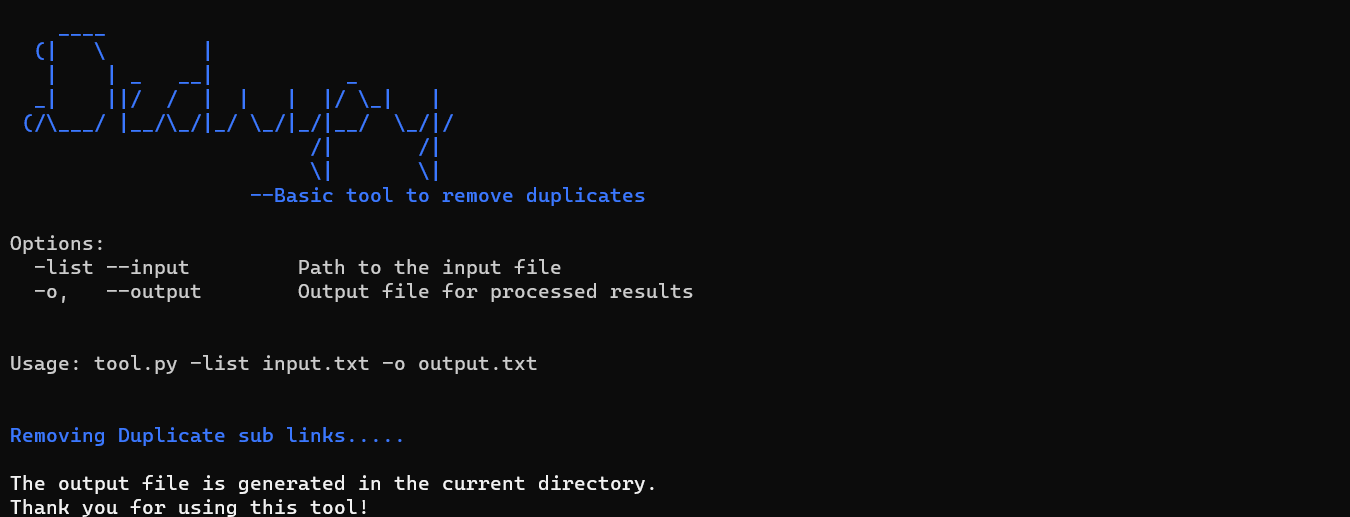 Dedupy
--Basic tool to remove duplicates
Options:
-list --input Path to the input file
-o, --output Output file for processed results
Usage: tool.py -list input.txt -o output.txt
Removing Duplicate sub links.....
The output file is generated in the current directory.
Thank you for using this tool!